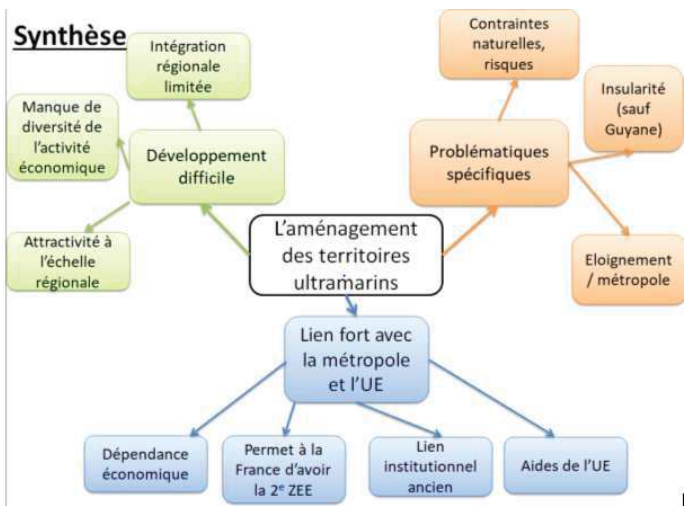 Synthèse
Intégration
régionale
limitée
Manque de
diversité de
l'activité
économique
Développement
difficile
Attractivité à
l'échelle
régionale
Contraintes
naturelles,
risques
Insularité
(sauf
Guyane)
Problématiques
spécifiques
Eloignement
/ métropole
L'aménagement
des territoires
ultramarins
Lien fort avec
la métropole
et l'UE
Dépendance
économique
Permet à la
France d'avoir
la 2e ZEE
Lien
institutionnel
ancien
Aides de l'UE